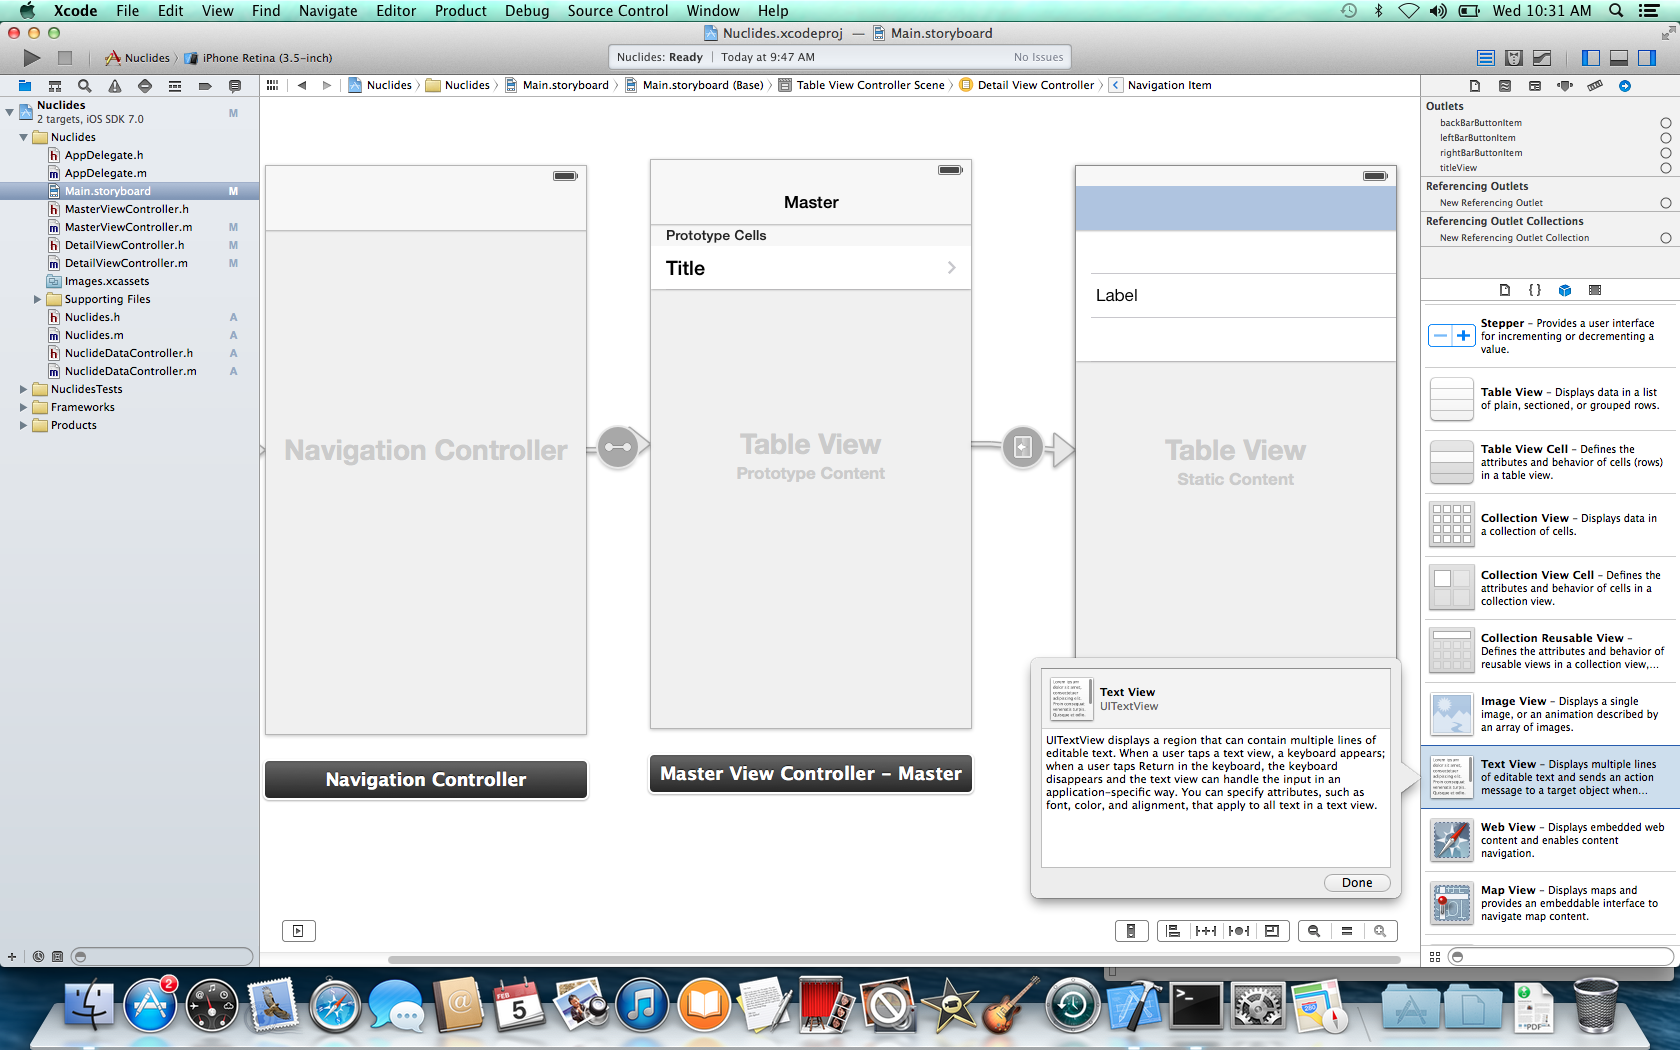 Xcode File Edit View Find Navigate Editor Product Debug Source Control Window Help Wed 10:31 AM
Nuclides.xcodeproj — Main.storyboard
Nuclides iPhone Retina (3.5-inch)
Nuclides: Ready Today at 9:47 AM No Issues
Nuclides Nuclides Main.storyboard Main.storyboard (Base) Table View Controller Scene Detail View Controller Navigation Item
Nuclides
2 targets, iOS SDK 7.0 M
Nuclides
AppDelegate.h
AppDelegate.m
Main.storyboard M
MasterViewController.h
MasterViewController.m M
DetailViewController.h M
DetailViewController.m M
Images.xcassets
Supporting Files
Nuclides.h A
Nuclides.m A
NuclideDataController.h A
NuclideDataController.m A
NuclidesTests
Frameworks
Products
Navigation Controller
Navigation Controller
Master
Prototype Cells
Title
Table View
Prototype Content
Master View Controller – Master
Label
Table View
Static Content
Text View
UITextView
UITextView displays a region that can contain multiple lines of
editable text. When a user taps a text view, a keyboard appears;
when a user taps Return in the keyboard, the keyboard
disappears and the text view can handle the input in an
application-specific way. You can specify attributes, such as
font, color, and alignment, that apply to all text in a text view.
Done
Outlets
backBarButtonItem
leftBarButtonItem
rightBarButtonItem
titleView
Referencing Outlets
New Referencing Outlet
Referencing Outlet Collections
New Referencing Outlet Collection
Stepper – Provides a user interface
for incrementing or decrementing a
value.
Table View – Displays data in a list
of plain, sectioned, or grouped rows.
Table View Cell – Defines the
attributes and behavior of cells (rows)
in a table view.
Collection View – Displays data in
a collection of cells.
Collection View Cell – Defines the
attributes and behavior of cells in a
collection view.
Collection Reusable View –
Defines the attributes and behavior of
reusable views in a collection view,...
Image View – Displays a single
image, or an animation described by
an array of images.
Text View – Displays multiple lines
of editable text and sends an action
message to a target object when...
Web View – Displays embedded web
content and enables content
navigation.
Map View – Displays maps and
provides an embeddable interface to
navigate map content.
2
FEB
5
PDF